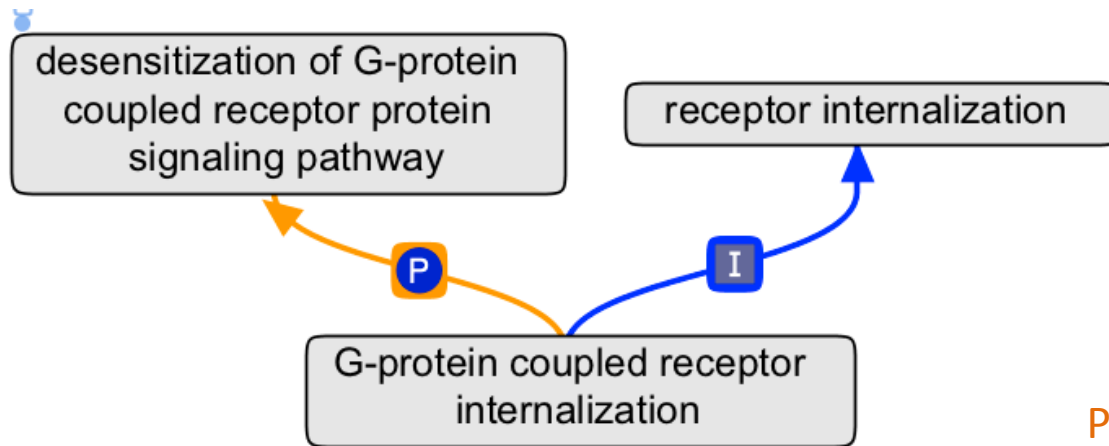 desensitization of G-protein
coupled receptor protein
signaling pathway
receptor internalization
P
I
G-protein coupled receptor
internalization
P